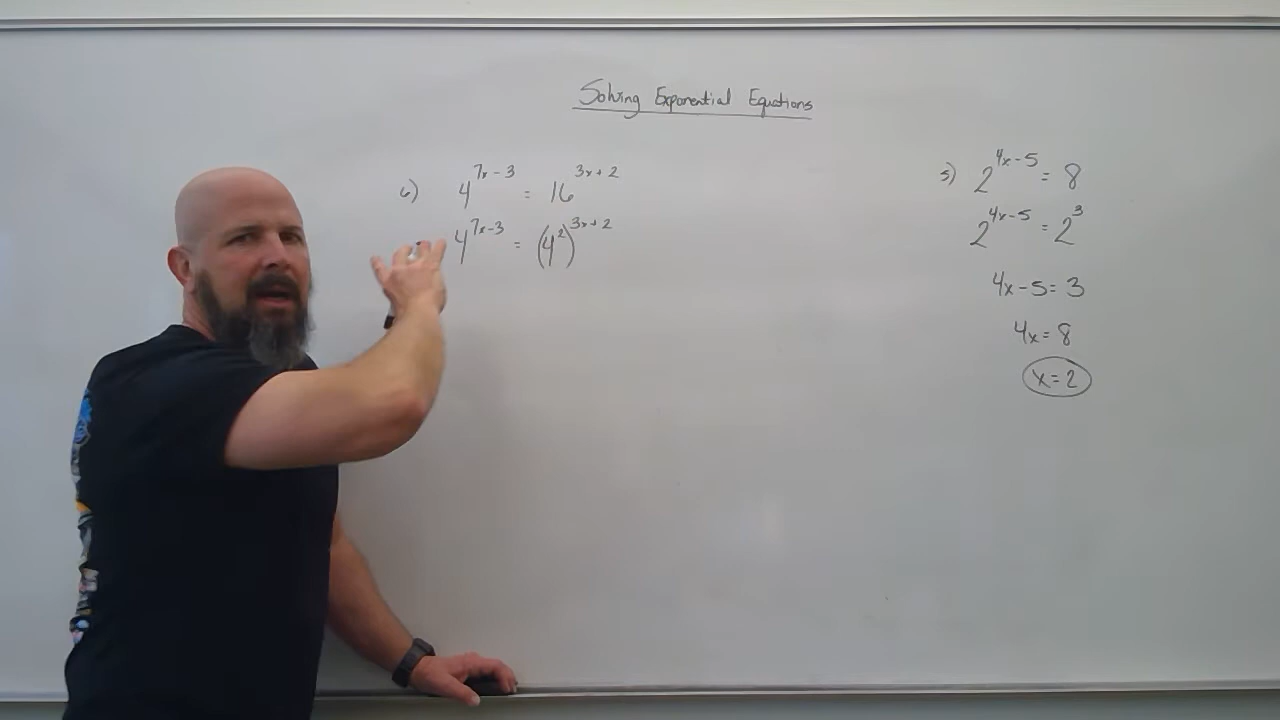 Solving Exponential Equations
6) 4^{7x-3} = 16^{3x+2}
4^{7x-3} = (4^2)^{3x+2}
5) 2^{4x-5} = 8
2^{4x-5} = 2^3
4x-5=3
4x=8
x=2